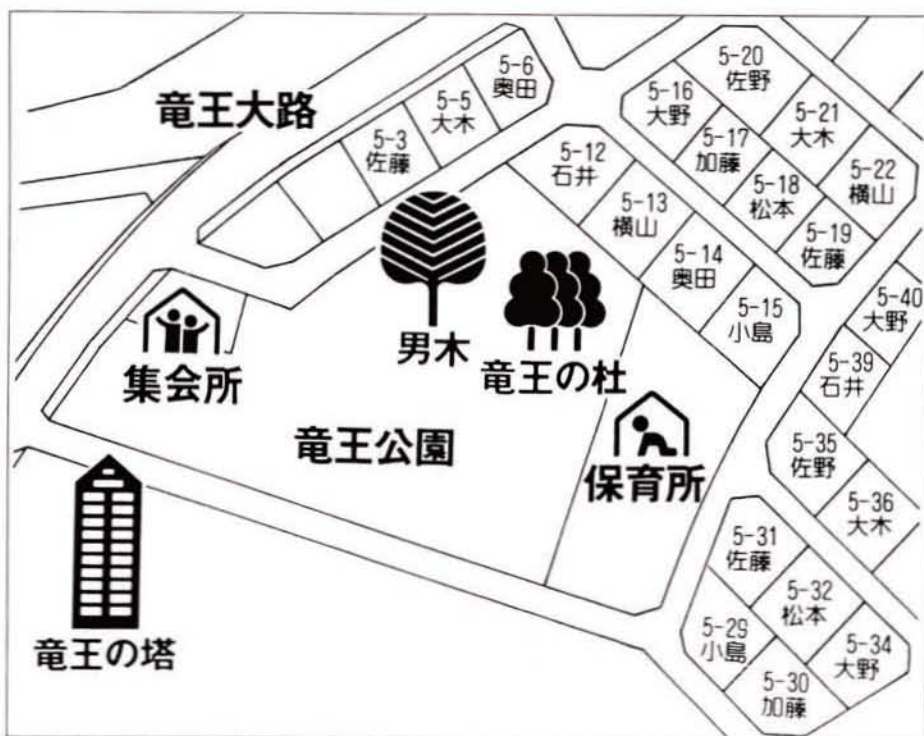 竜王大路
5-6
奥田
5-5
大木
5-3
佐藤
5-20
佐野
5-16
大野
5-21
大木
5-17
加藤
5-22
横山
5-18
松本
5-19
佐藤
5-12
石井
5-13
横山
5-14
奥田
5-15
小島
5-40
大野
5-39
石井
5-35
佐野
5-36
大木
男木
竜王の杜
集会所
竜王公園
保育所
竜王の塔
5-31
佐藤
5-32
松本
5-29
小島
5-34
大野
5-30
加藤